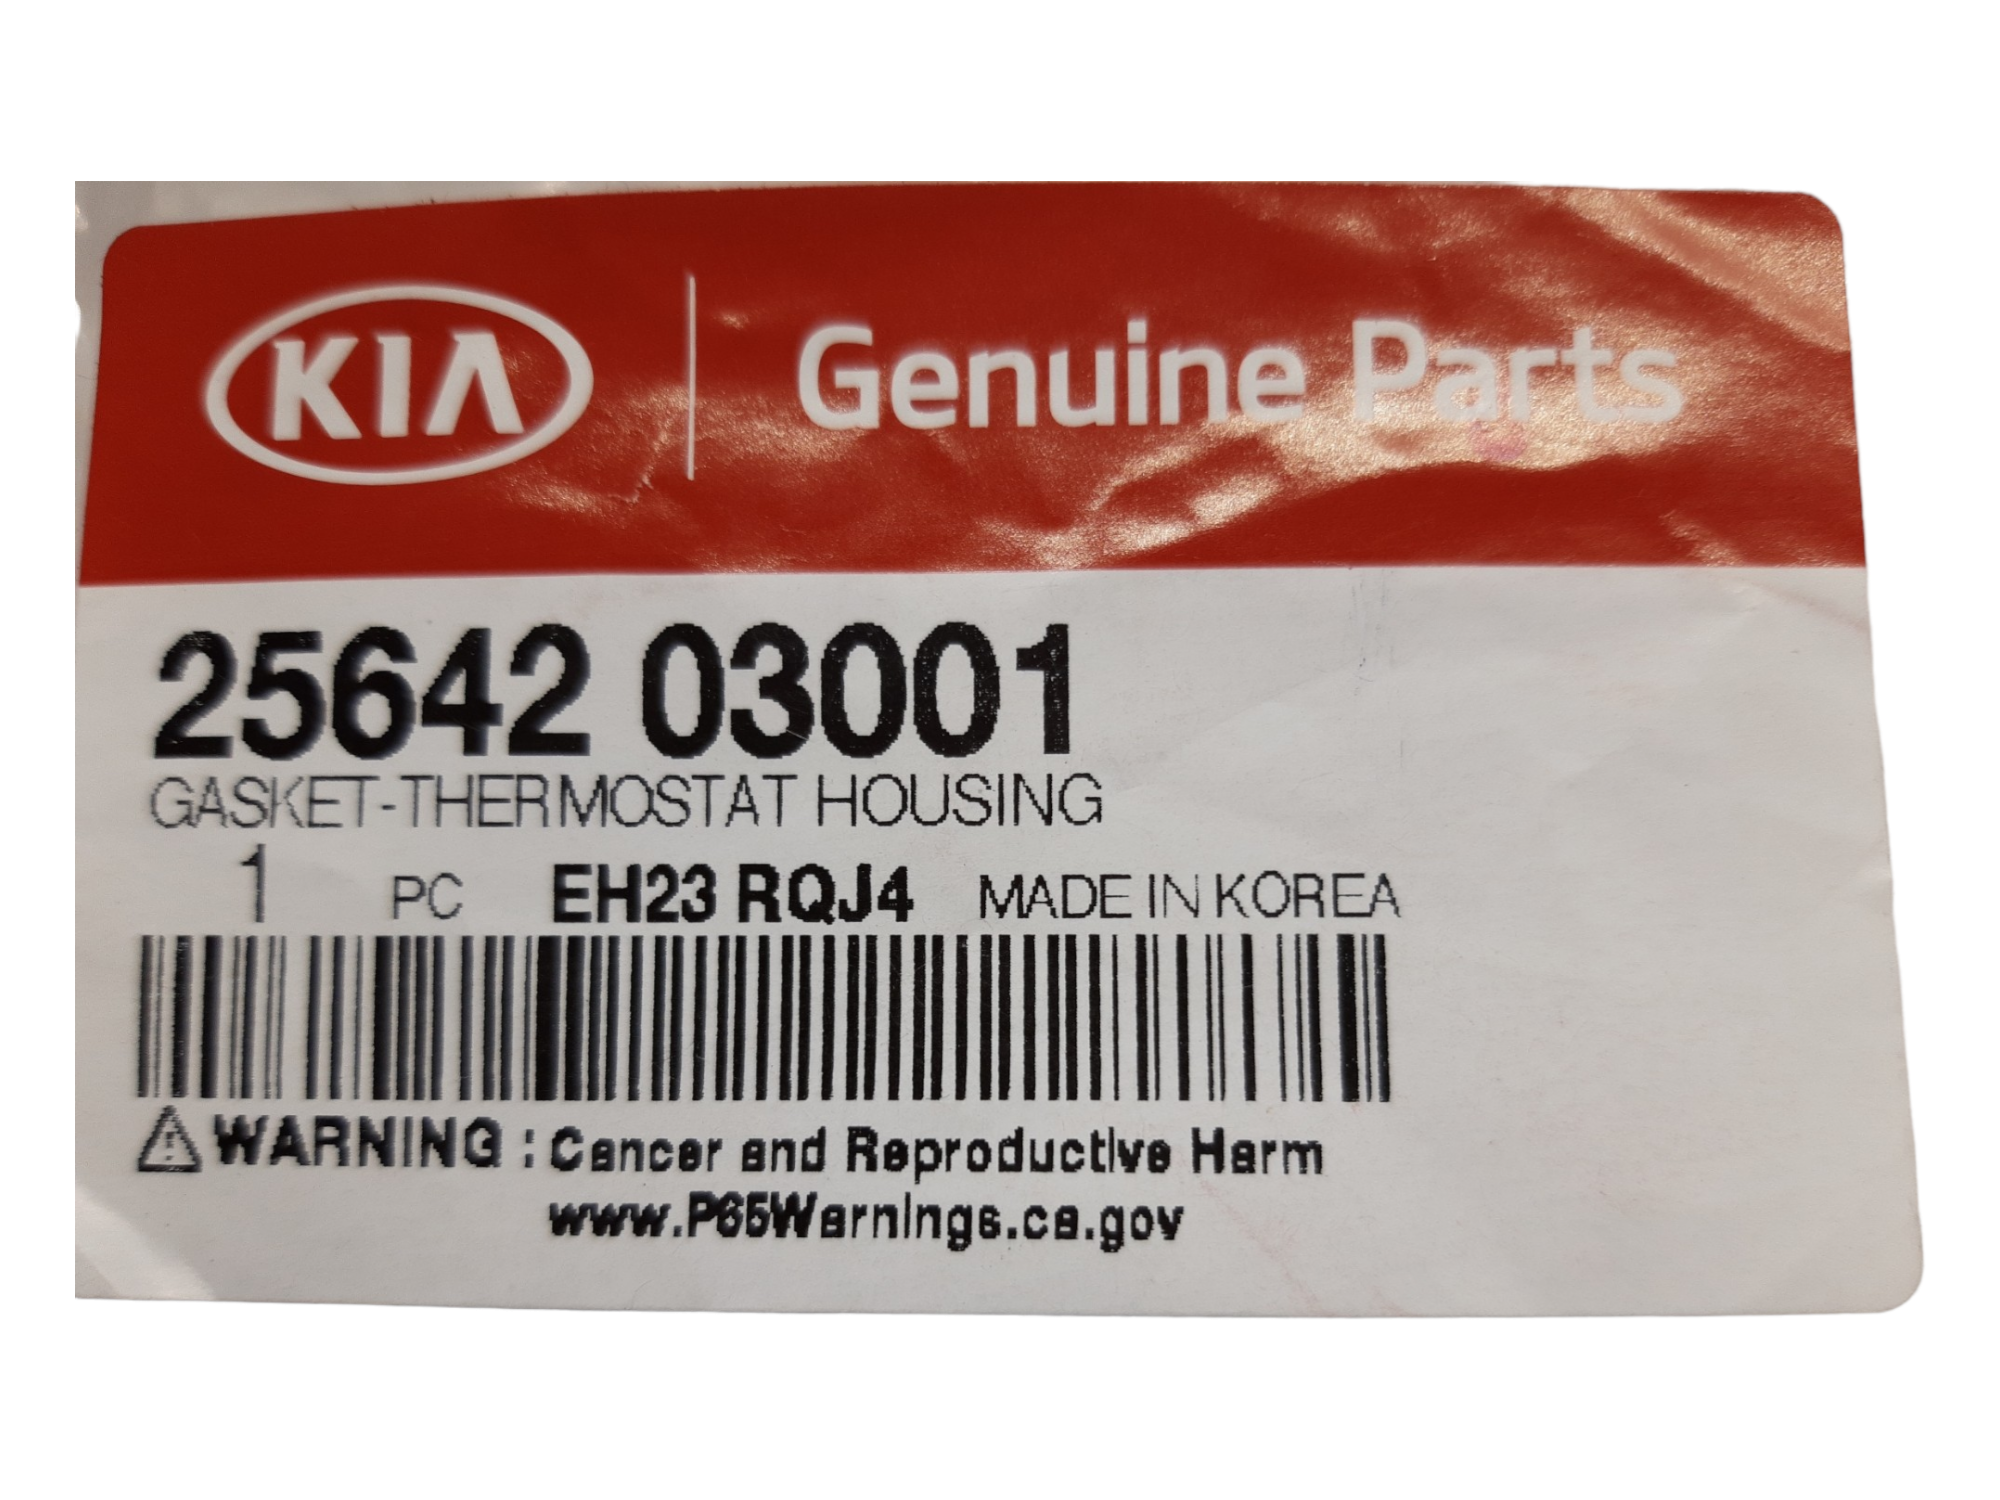 KIA Genuine Parts
25642 03001
GASKET-THERMOSTAT HOUSING
1 PC EH23 RQJ4 MADE IN KOREA
WARNING : Cancer and Reproductive Harm
www.P65Warnings.ca.gov